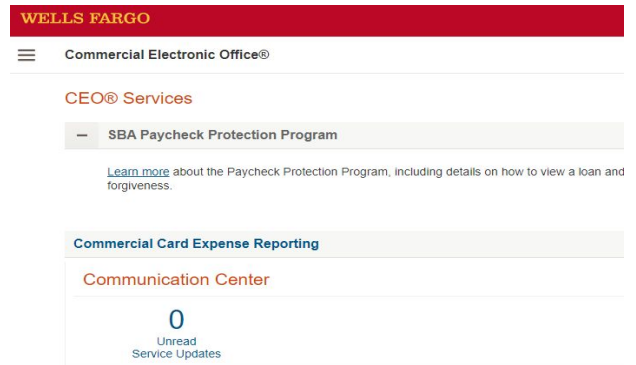 WELLS FARGO
Commercial Electronic Office®
CEO® Services
SBA Paycheck Protection Program
Learn more about the Paycheck Protection Program, including details on how to view a loan and
forgiveness.
Commercial Card Expense Reporting
Communication Center
0
Unread
Service Updates